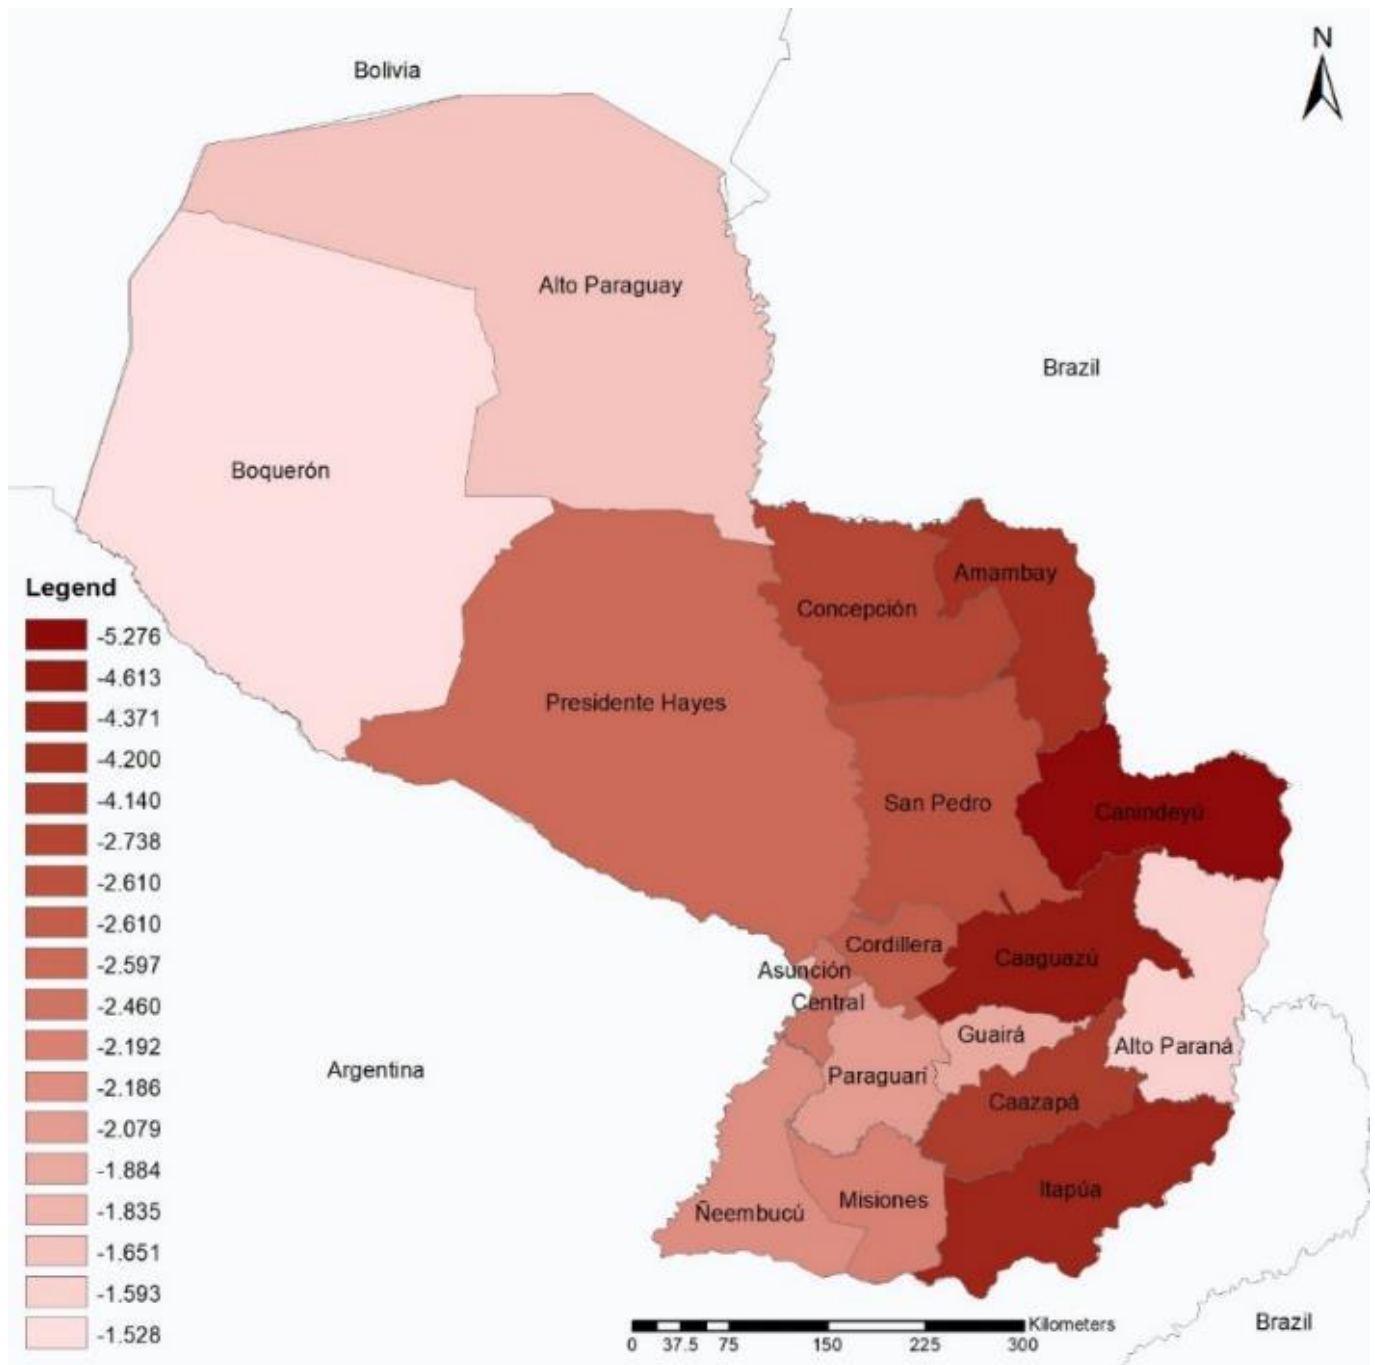 N
Bolivia
Alto Paraguay
Brazil
Boquerón
Amambay
Concepción
Presidente Hayes
San Pedro
Canindeyú
Cordillera
Caaguazú
Asunción
Central
Guairá
Alto Paraná
Argentina
Paraguarí
Caazapá
Itapúa
Misiones
Ñeembucú
Legend
-5.276
-4.613
-4.371
-4.200
-4.140
-2.738
-2.610
-2.610
-2.597
-2.460
-2.192
-2.186
-2.079
-1.884
-1.835
-1.651
-1.593
-1.528
Kilometers
0 37.5 75 150 225 300
Brazil